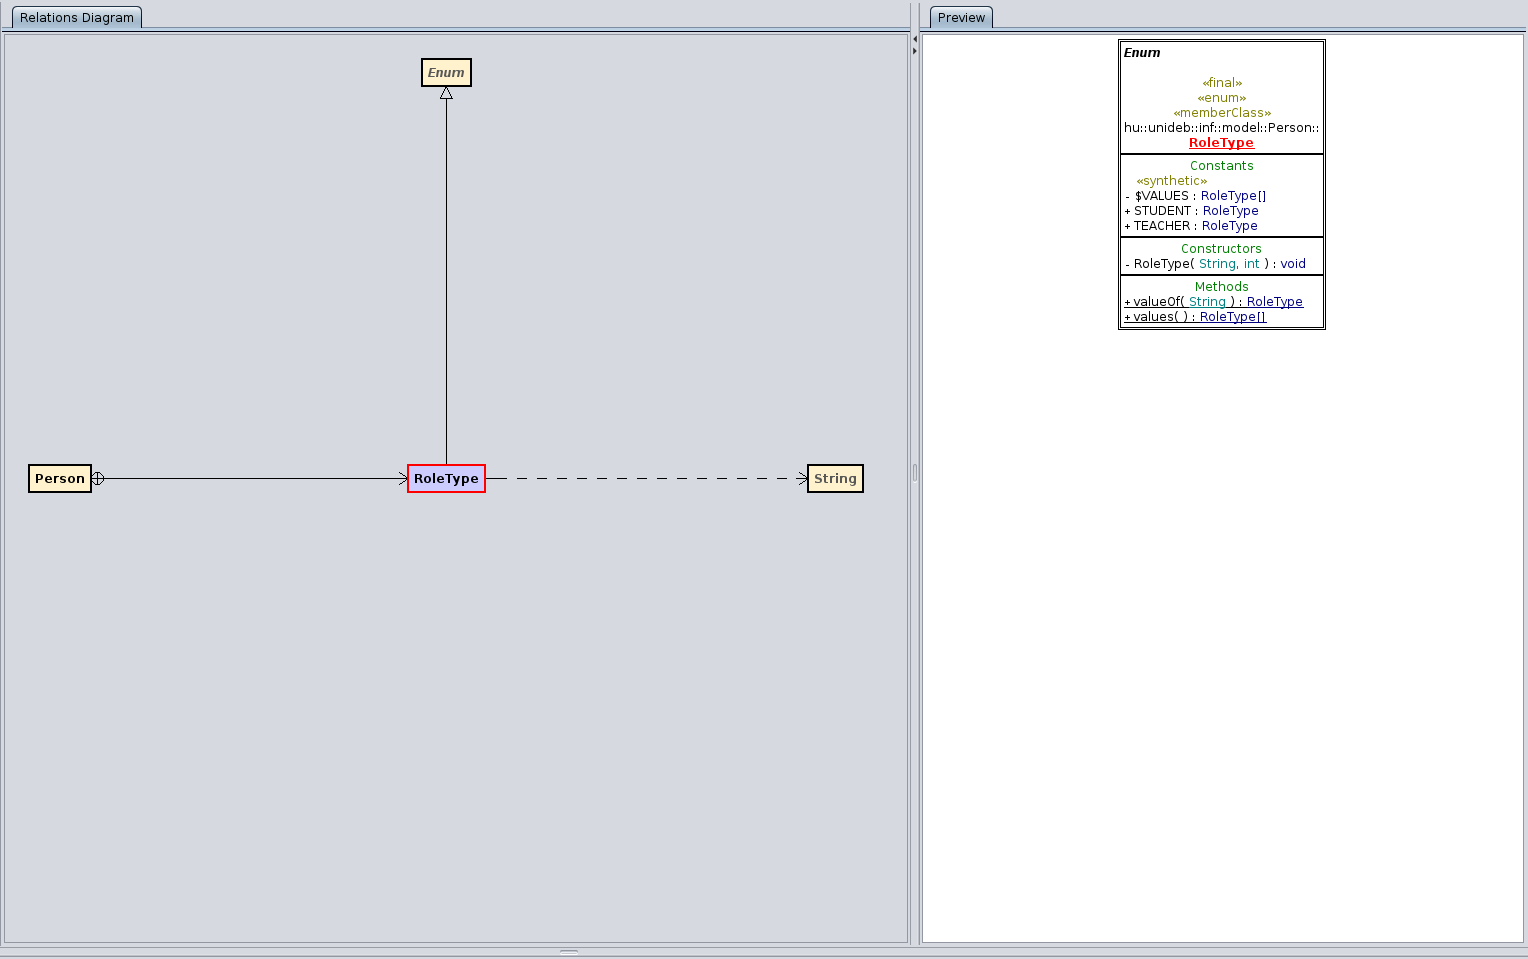 Relations Diagram
Enum
Person
RoleType
String
Preview
Enum
«final»
«enum»
«memberClass»
hu::unideb::inf::model::Person::
RoleType
Constants
«synthetic»
- $VALUES : RoleType[]
+ STUDENT : RoleType
+ TEACHER : RoleType
Constructors
- RoleType( String, int ) : void
Methods
+ valueOf( String ) : RoleType
+ values( ) : RoleType[]